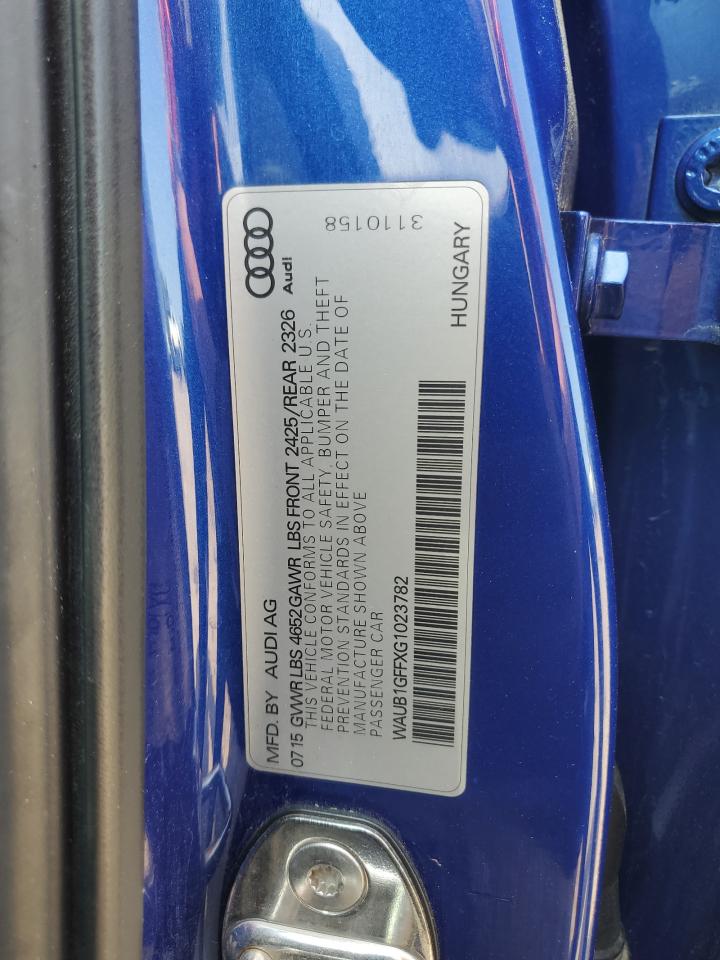 MFD. BY AUDI AG
Audi
0715 GVWR LBS 4652 GAWR LBS FRONT 2425/REAR 2326
THIS VEHICLE CONFORMS TO ALL APPLICABLE U.S.
FEDERAL MOTOR VEHICLE SAFETY, BUMPER AND THEFT
PREVENTION STANDARDS IN EFFECT ON THE DATE OF
MANUFACTURE SHOWN ABOVE
PASSENGER CAR
3110158
WAUB1GFFXG1023782
HUNGARY